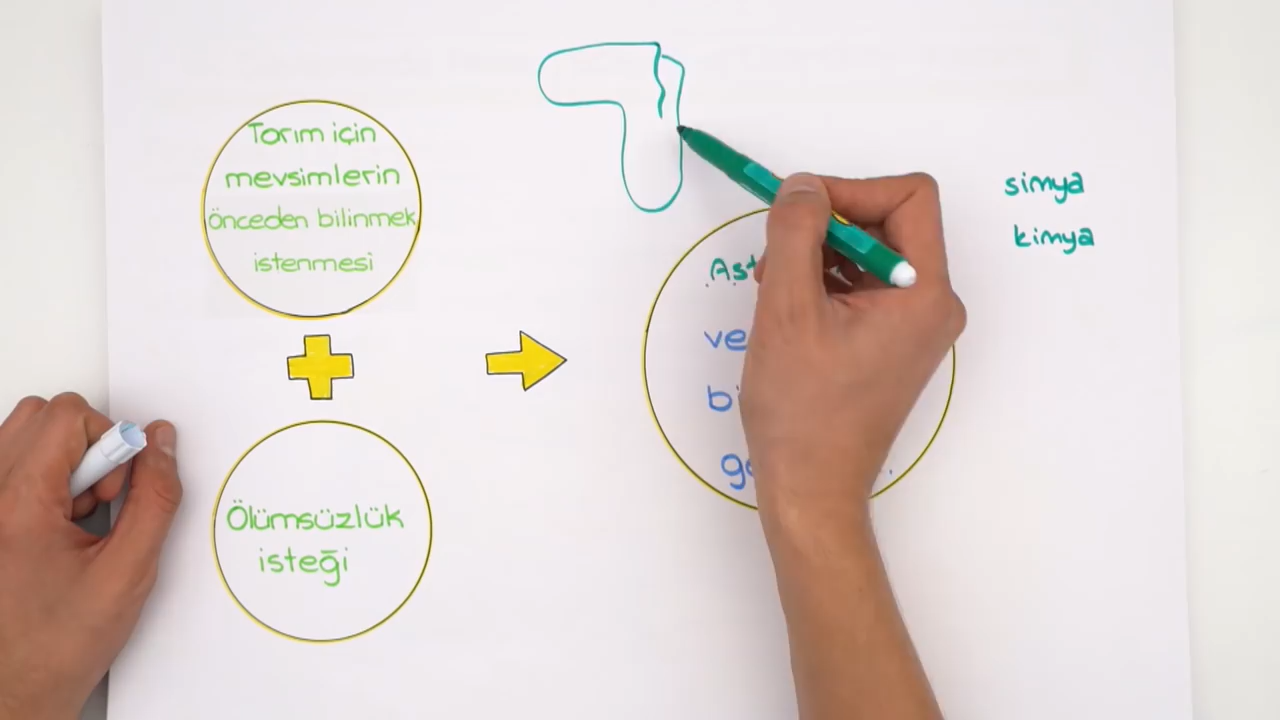 Tarım için
mevsimlerin
önceden bilinmek
istenmesi
Ölümsüzlük
isteği
simya
kimya